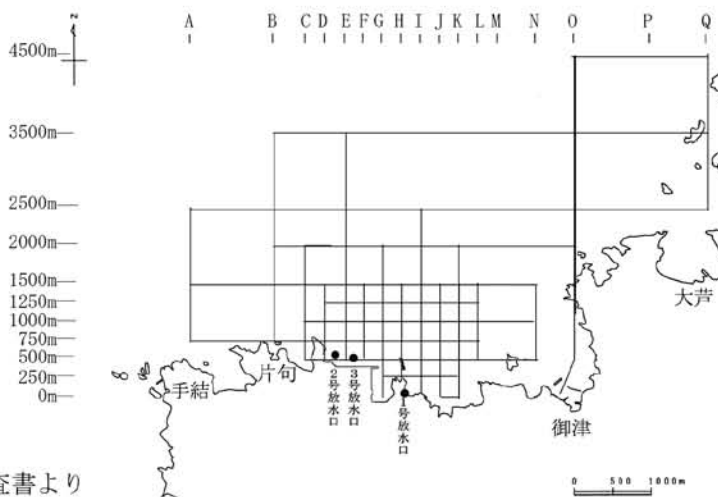 A B C D E F G H I J K L M N O P Q
N
4500m
3500m
2500m
2000m
1500m
1250m
1000m
750m
500m
250m
0m
大芦
手結
片句
2号放水口
3号放水口
1号放水口
御津
査書より
0 500 1000m